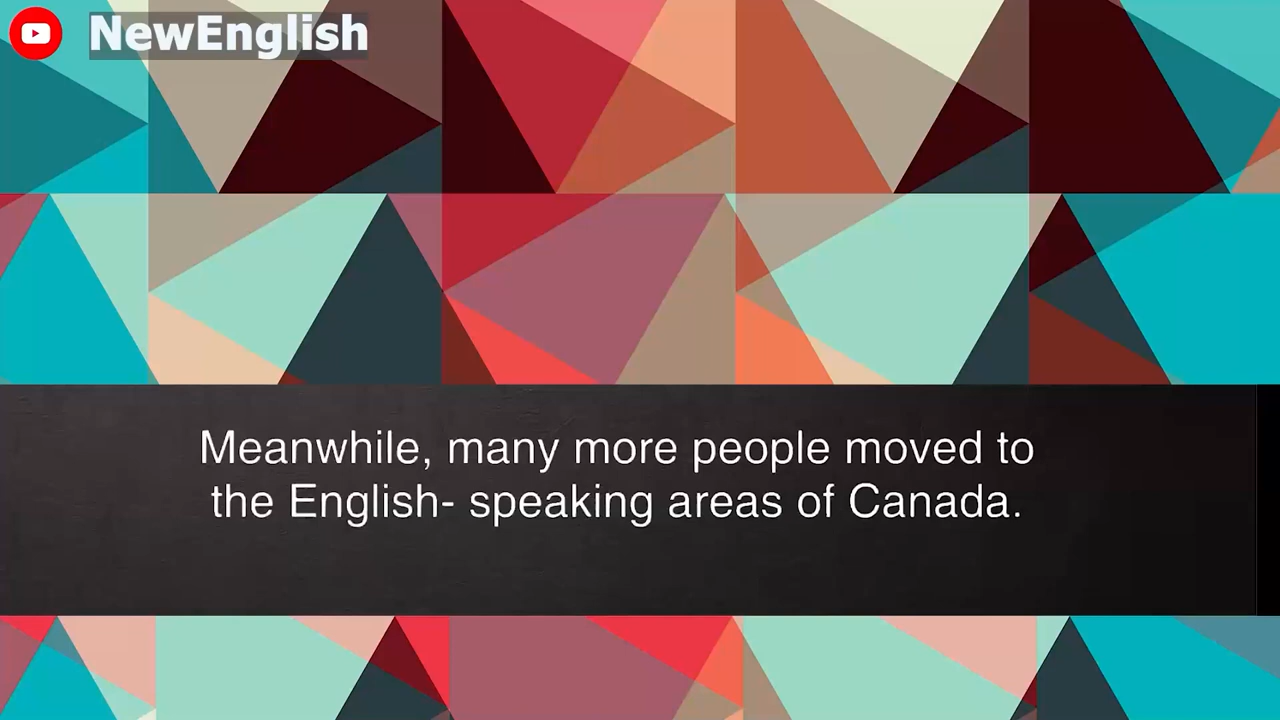 NewEnglish
Meanwhile, many more people moved to
the English- speaking areas of Canada.